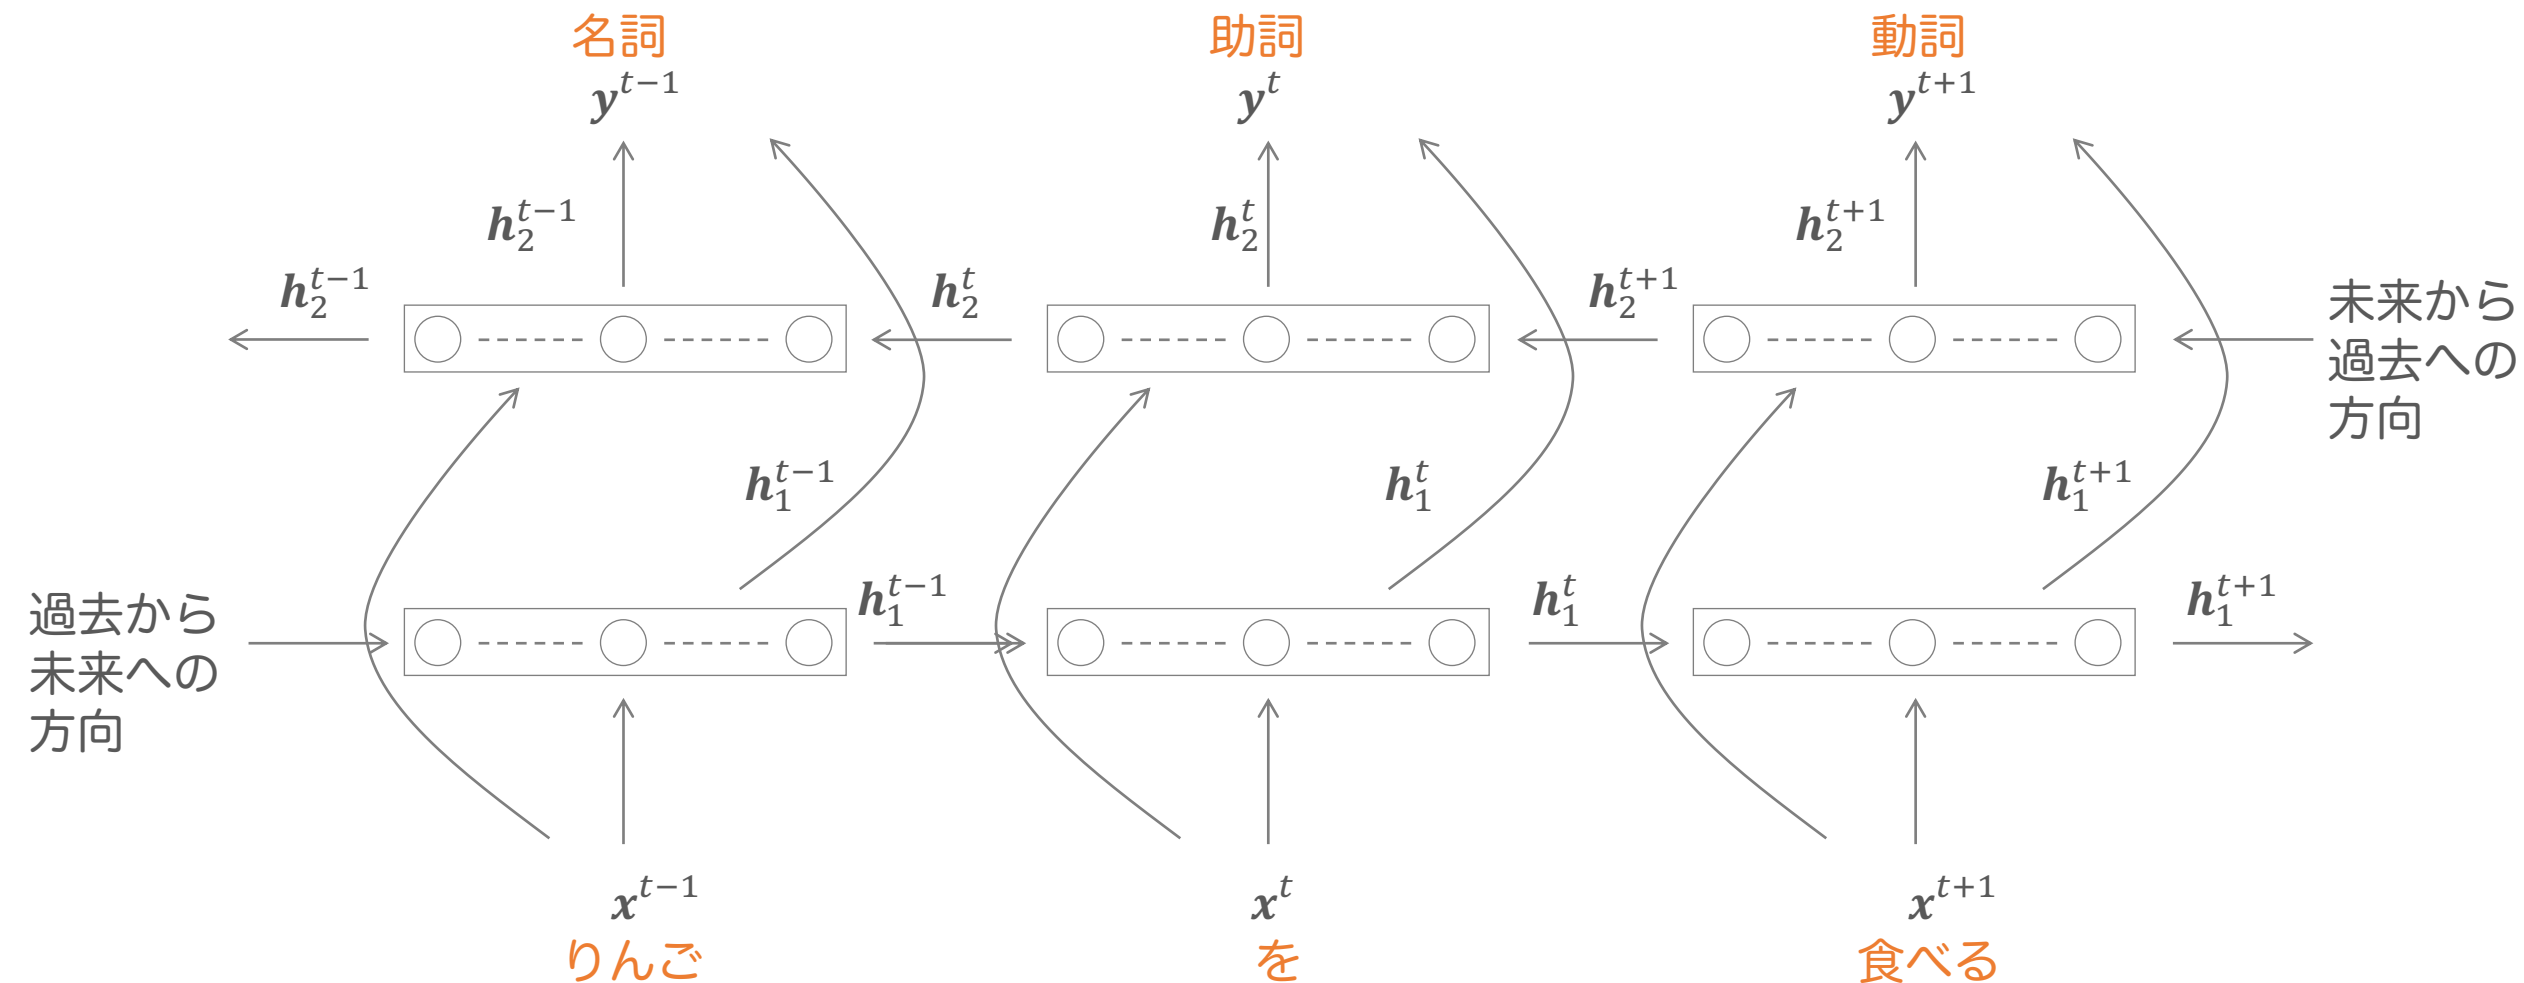 名詞 助詞 動詞
y^{t-1} y^{t} y^{t+1}
h_2^{t-1} h_2^{t} h_2^{t+1}
h_2^{t-1} h_2^{t} h_2^{t+1}
未来から
過去への
方向
h_1^{t-1} h_1^{t} h_1^{t+1}
過去から
未来への
方向
h_1^{t-1} h_1^{t} h_1^{t+1}
x^{t-1} x^{t} x^{t+1}
りんご を 食べる